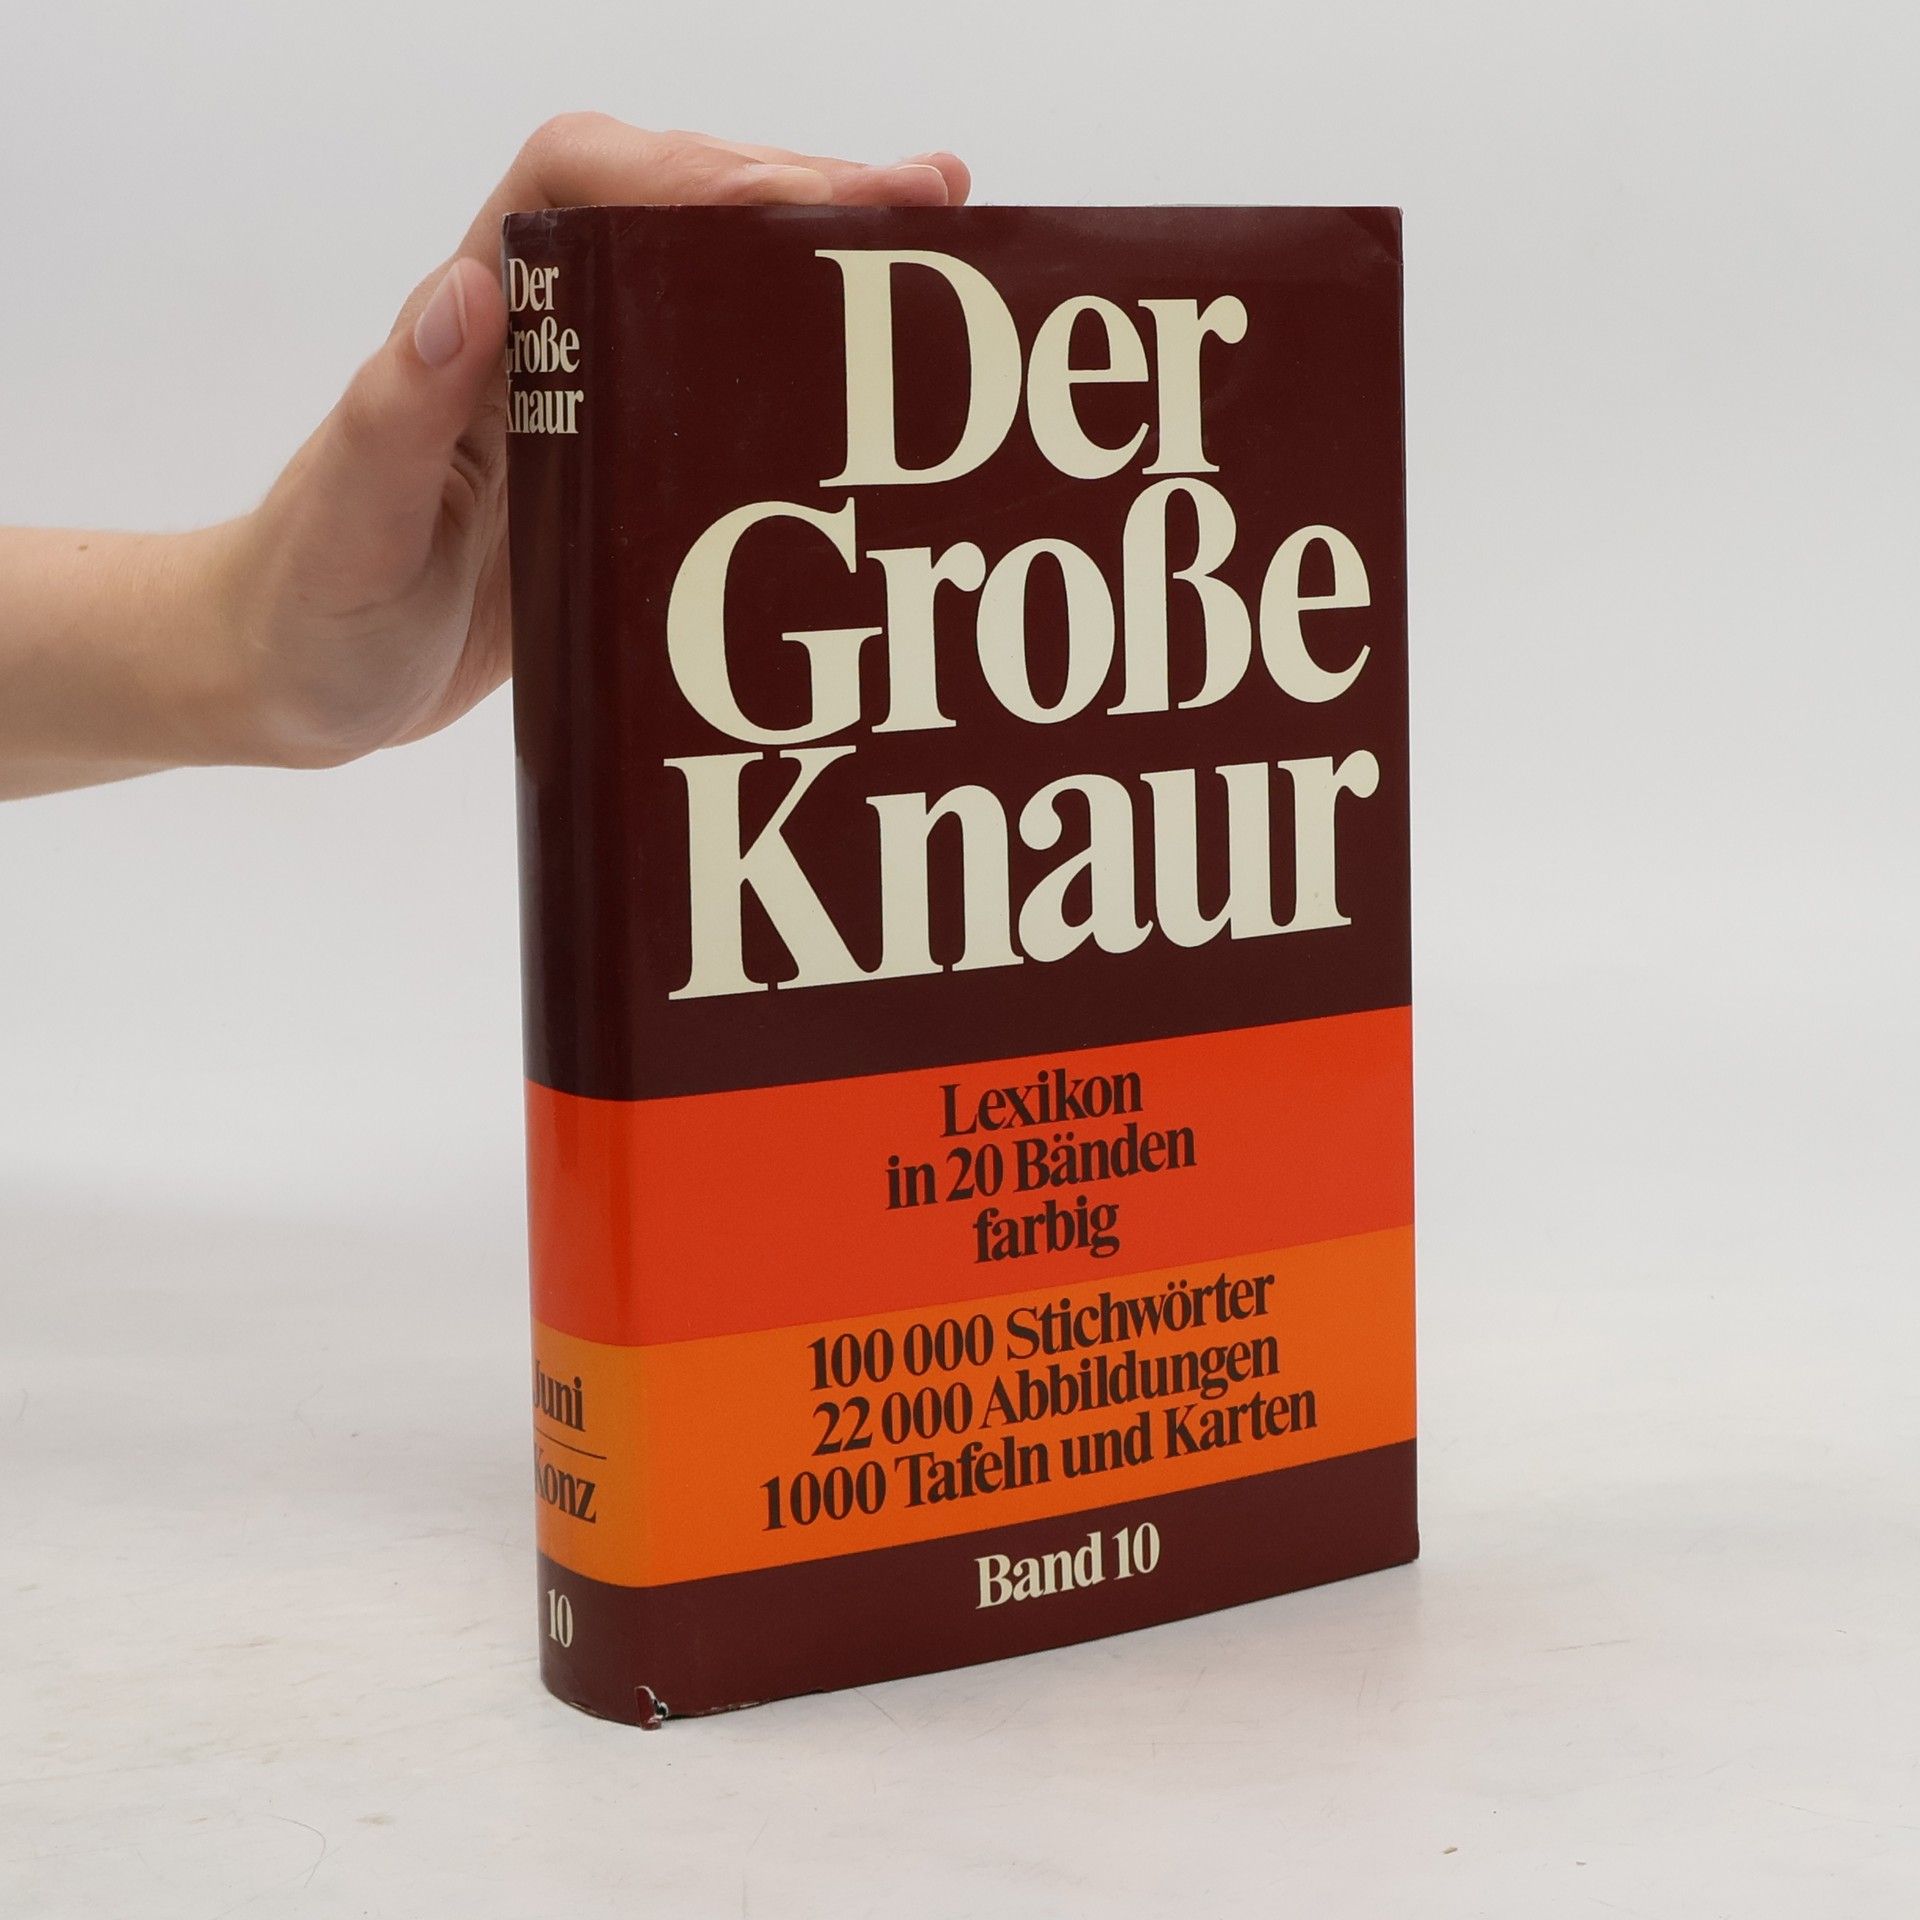 Der
Große
Knaur
Juni
Konz
10
Der
Große
Knaur
Lexikon
in 20 Bänden
farbig
100 000 Stichwörter
22 000 Abbildungen
1000 Tafeln und Karten
Band 10